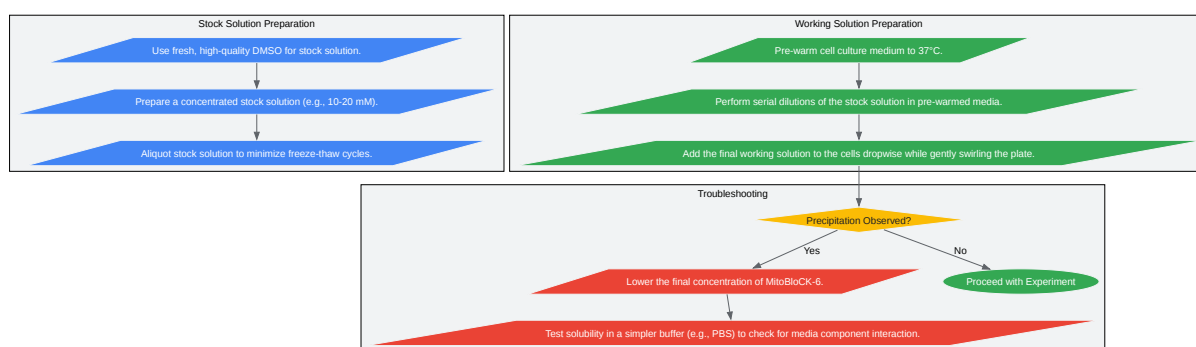 Stock Solution Preparation
Use fresh, high-quality DMSO for stock solution.
Prepare a concentrated stock solution (e.g., 10-20 mM).
Aliquot stock solution to minimize freeze-thaw cycles.
Working Solution Preparation
Pre-warm cell culture medium to 37°C.
Perform serial dilutions of the stock solution in pre-warmed media.
Add the final working solution to the cells dropwise while gently swirling the plate.
Troubleshooting
Precipitation Observed?
Yes
No
Lower the final concentration of MitoBloCK-6.
Proceed with Experiment
Test solubility in a simpler buffer (e.g., PBS) to check for media component interaction.